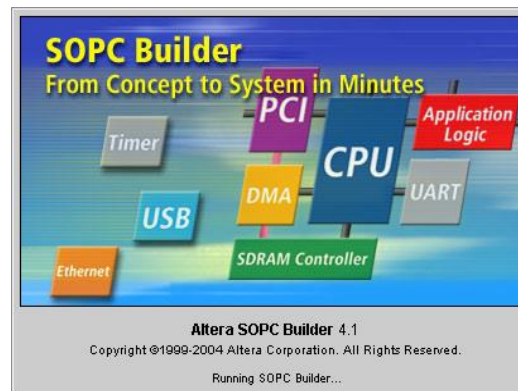 SOPC Builder
From Concept to System in Minutes
PCI
Application
Logic
Timer
CPU
DMA
UART
USB
SDRAM Controller
Ethernet
Altera SOPC Builder 4.1
Copyright ©1999-2004 Altera Corporation. All Rights Reserved.
Running SOPC Builder...